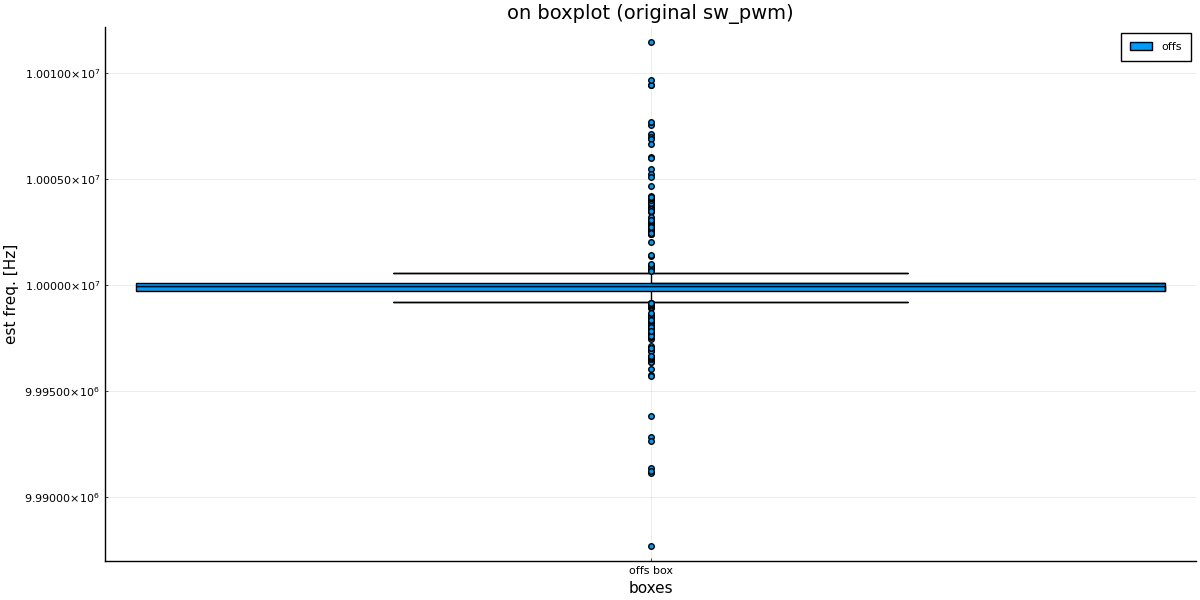 on boxplot (original sw_pwm)
offs
1.00100×10⁷
1.00050×10⁷
1.00000×10⁷
9.99500×10⁶
9.99000×10⁶
est freq. [Hz]
offs box
boxes